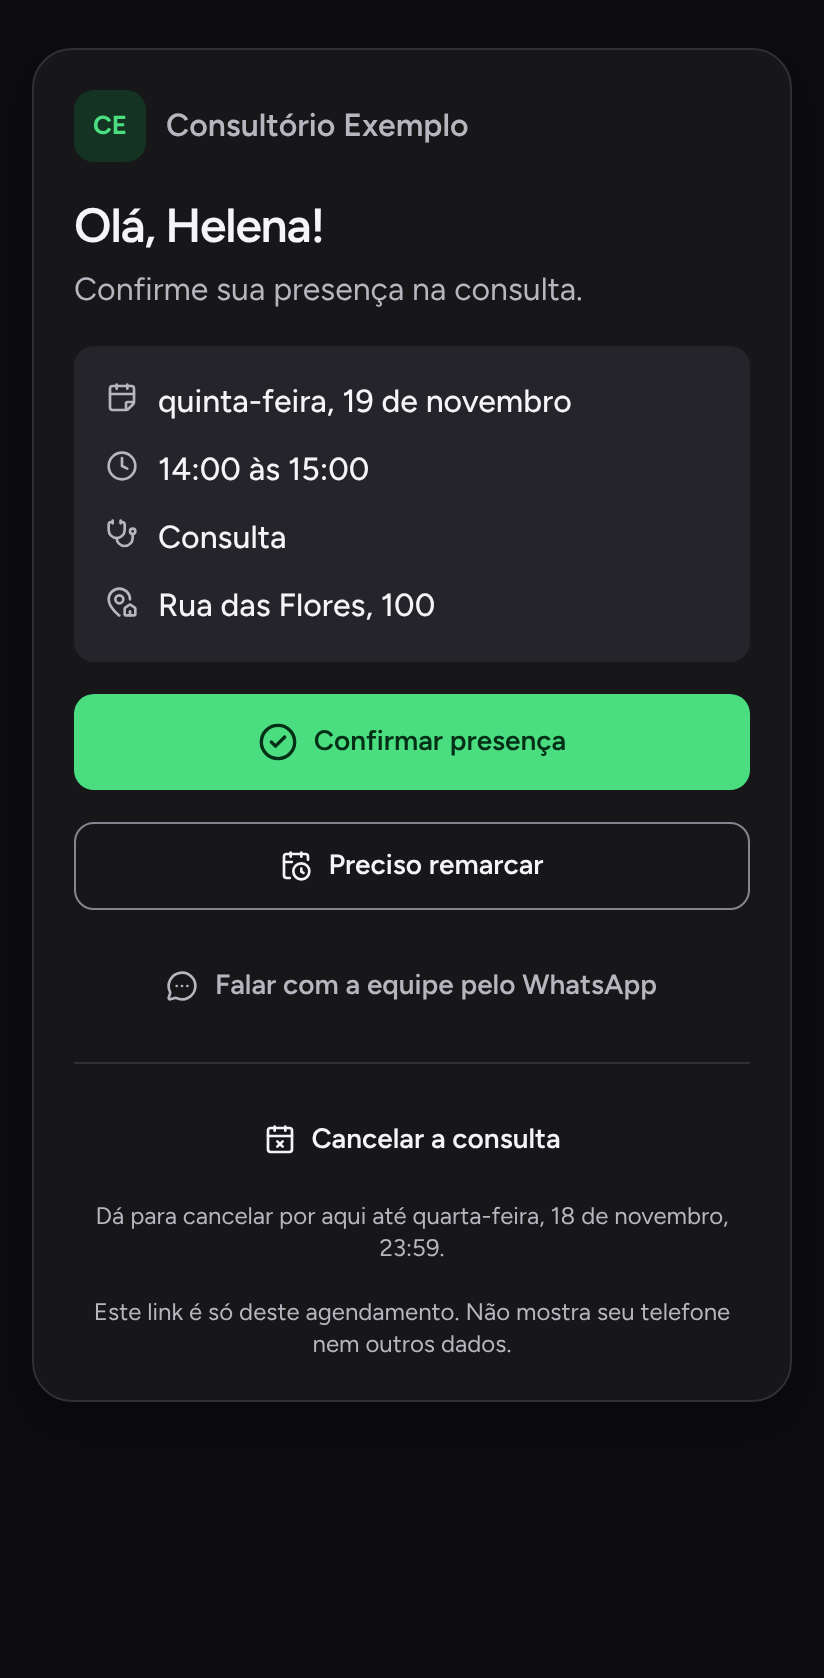 CE
Consultório Exemplo
Olá, Helena!
Confirme sua presença na consulta.
quinta-feira, 19 de novembro
14:00 às 15:00
Consulta
Rua das Flores, 100
Confirmar presença
Preciso remarcar
Falar com a equipe pelo WhatsApp
Cancelar a consulta
Dá para cancelar por aqui até quarta-feira, 18 de novembro,
23:59.
Este link é só deste agendamento. Não mostra seu telefone
nem outros dados.